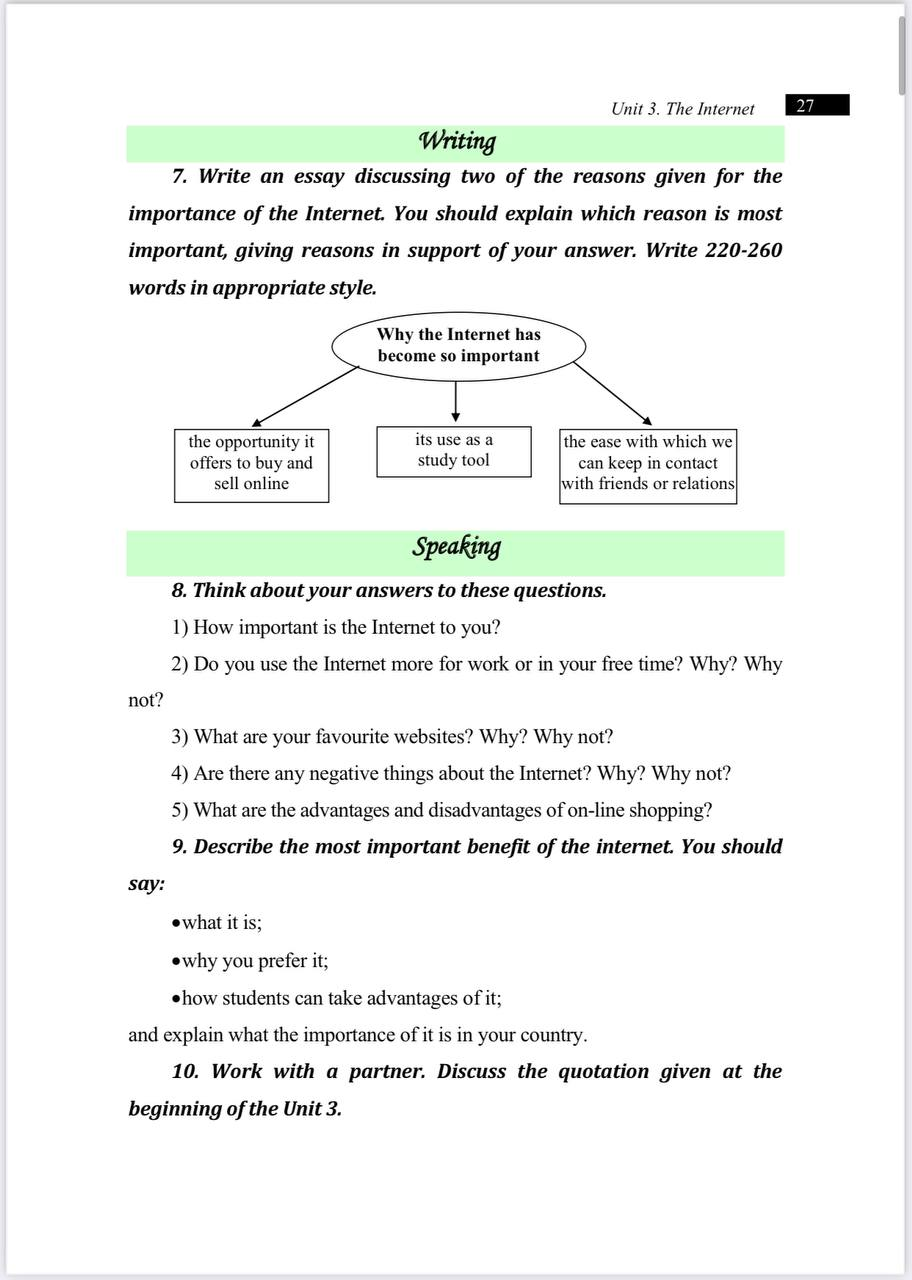 Unit 3. The Internet 27
Writing
7. Write an essay discussing two of the reasons given for the
importance of the Internet. You should explain which reason is most
important, giving reasons in support of your answer. Write 220-260
words in appropriate style.
Why the Internet has
become so important
the opportunity it
offers to buy and
sell online
its use as a
study tool
the ease with which we
can keep in contact
with friends or relations
Speaking
8. Think about your answers to these questions.
1) How important is the Internet to you?
2) Do you use the Internet more for work or in your free time? Why? Why
not?
3) What are your favourite websites? Why? Why not?
4) Are there any negative things about the Internet? Why? Why not?
5) What are the advantages and disadvantages of on-line shopping?
9. Describe the most important benefit of the internet. You should
say:
•what it is;
•why you prefer it;
•how students can take advantages of it;
and explain what the importance of it is in your country.
10. Work with a partner. Discuss the quotation given at the
beginning of the Unit 3.